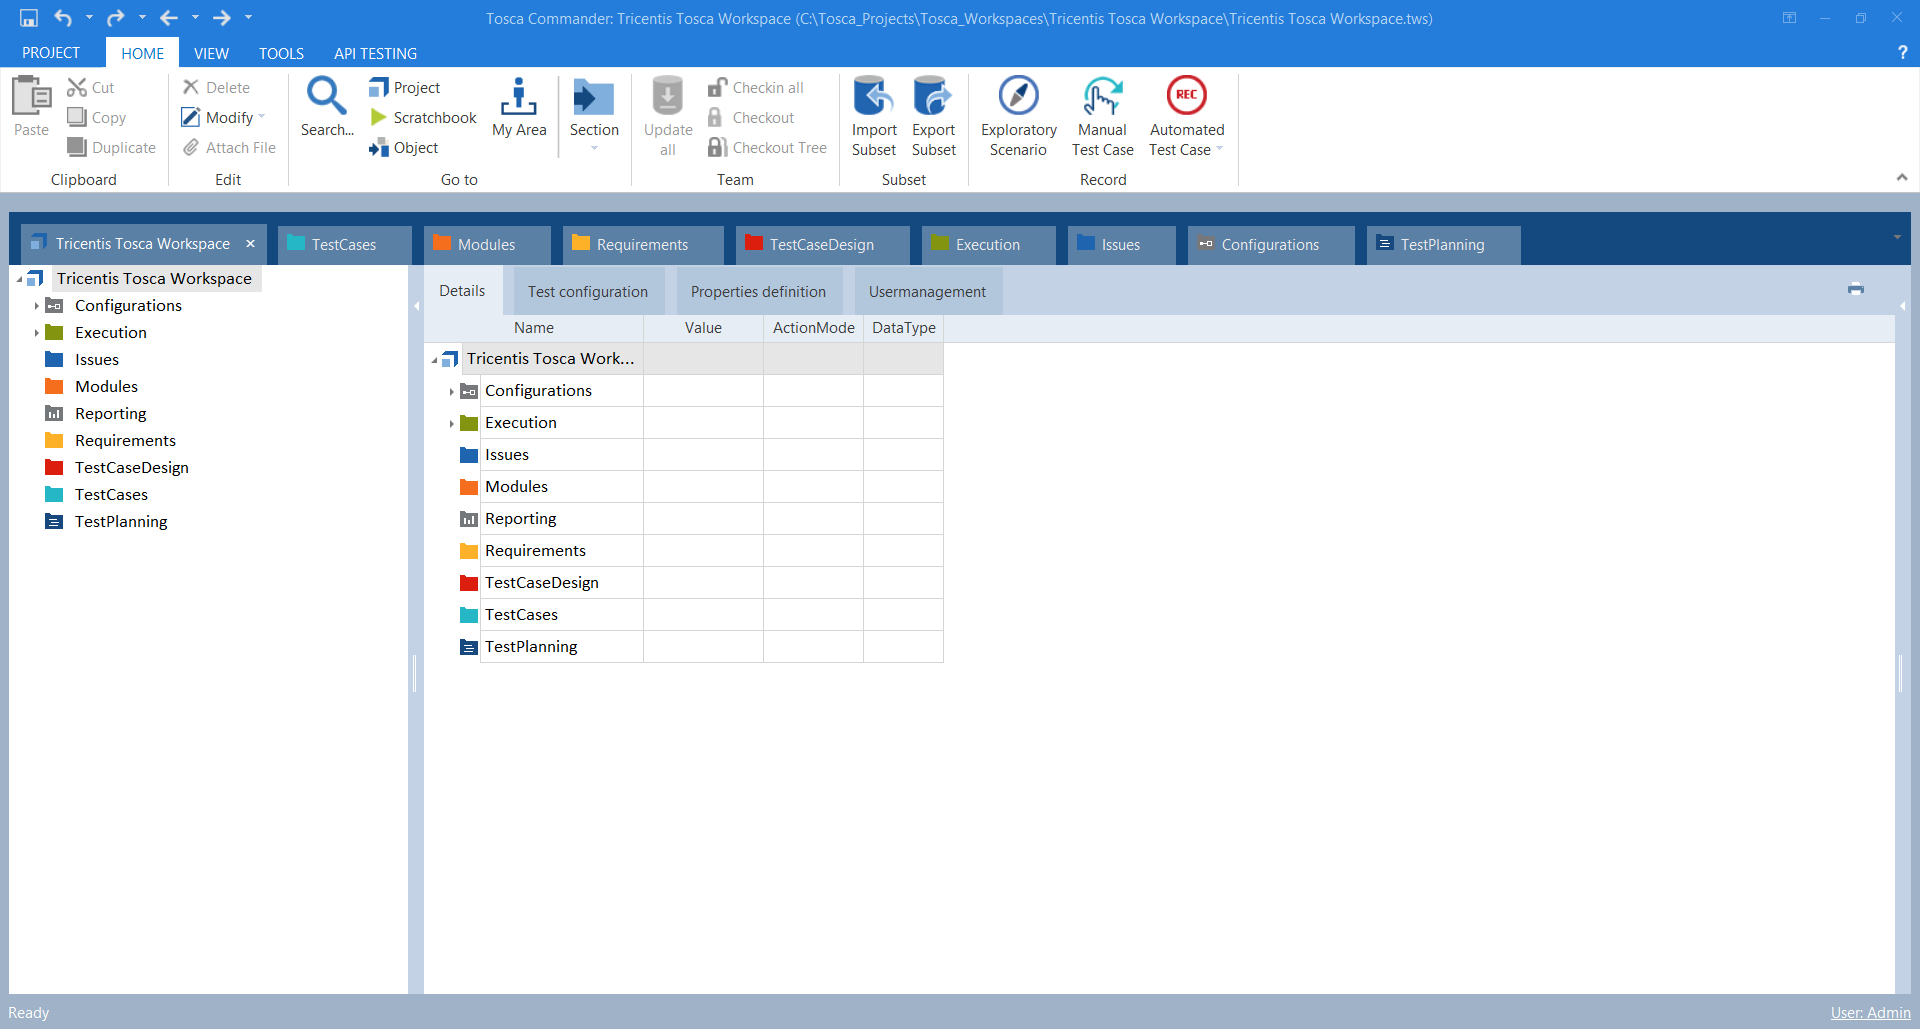 Tosca Commander: Tricentis Tosca Workspace (C:\Tosca_Projects\Tosca_Workspaces\Tricentis Tosca Workspace\Tricentis Tosca Workspace.tws)
PROJECT HOME VIEW TOOLS API TESTING ?
Paste
Cut
Copy
Duplicate
Clipboard
Delete
Modify
Attach File
Edit
Search...
Project
Scratchbook
Object
My Area
Section
Go to
Update
all
Checkin all
Checkout
Checkout Tree
Team
Import
Subset
Export
Subset
Subset
Exploratory
Scenario
Manual
Test Case
REC
Automated
Test Case
Record
Tricentis Tosca Workspace TestCases Modules Requirements TestCaseDesign Execution Issues Configurations TestPlanning
Tricentis Tosca Workspace
Configurations
Execution
Issues
Modules
Reporting
Requirements
TestCaseDesign
TestCases
TestPlanning
Details Test configuration Properties definition Usermanagement
Name Value ActionMode DataType
Tricentis Tosca Work...
Configurations
Execution
Issues
Modules
Reporting
Requirements
TestCaseDesign
TestCases
TestPlanning
Ready
User: Admin